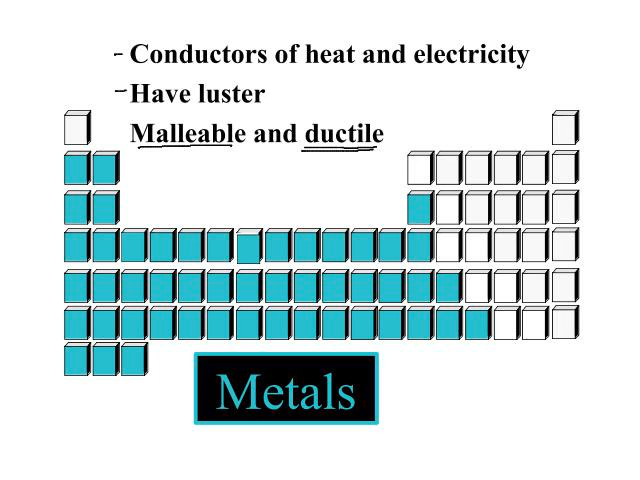 - Conductors of heat and electricity
- Have luster
Malleable and ductile
Metals